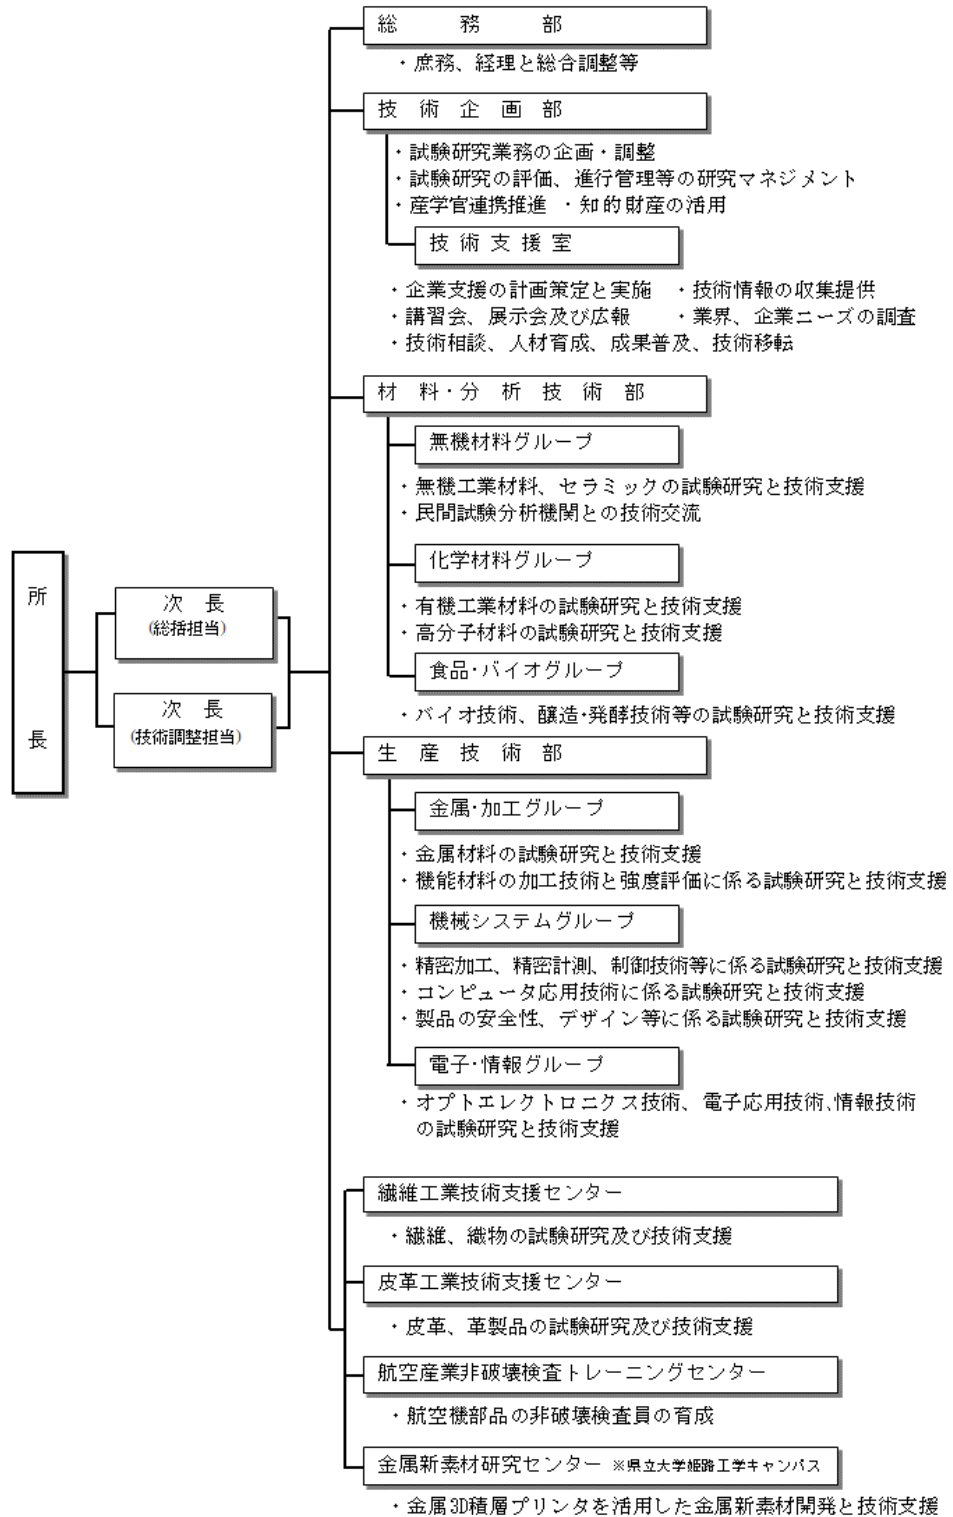 総務部
・庶務、経理と総合調整等
技術企画部
・試験研究業務の企画・調整
・試験研究の評価、進行管理等の研究マネジメント
・産学官連携推進 ・知的財産の活用
技術支援室
・企業支援の計画策定と実施 ・技術情報の収集提供
・講習会、展示会及び広報 ・業界、企業ニーズの調査
・技術相談、人材育成、成果普及、技術移転
材料・分析技術部
無機材料グループ
・無機工業材料、セラミックの試験研究と技術支援
・民間試験分析機関との技術交流
化学材料グループ
・有機工業材料の試験研究と技術支援
・高分子材料の試験研究と技術支援
食品・バイオグループ
・バイオ技術、醸造・発酵技術等の試験研究と技術支援
所長
次長
(総括担当)
次長
(技術調整担当)
生産技術部
金属・加工グループ
・金属材料の試験研究と技術支援
・機能材料の加工技術と強度評価に係る試験研究と技術支援
機械システムグループ
・精密加工、精密計測、制御技術等に係る試験研究と技術支援
・コンピュータ応用技術に係る試験研究と技術支援
・製品の安全性、デザイン等に係る試験研究と技術支援
電子・情報グループ
・オプトエレクトロニクス技術、電子応用技術、情報技術
の試験研究と技術支援
繊維工業技術支援センター
・繊維、織物の試験研究及び技術支援
皮革工業技術支援センター
・皮革、革製品の試験研究及び技術支援
航空産業非破壊検査トレーニングセンター
・航空機部品の非破壊検査員の育成
金属新素材研究センター ※県立大学姫路工学キャンパス
・金属3D積層プリンタを活用した金属新素材開発と技術支援